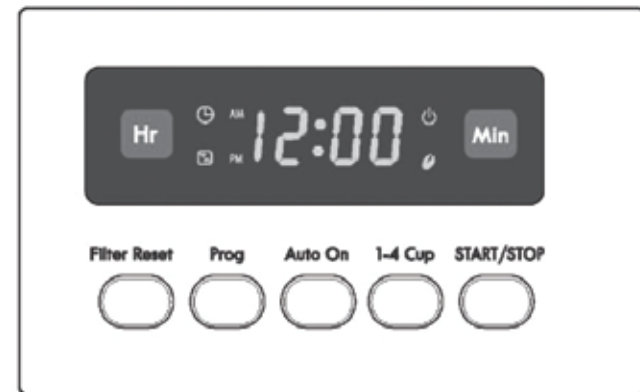 AM
Hr 12:00 Min
PM
Filter Reset Prog Auto On 1-4 Cup START/STOP